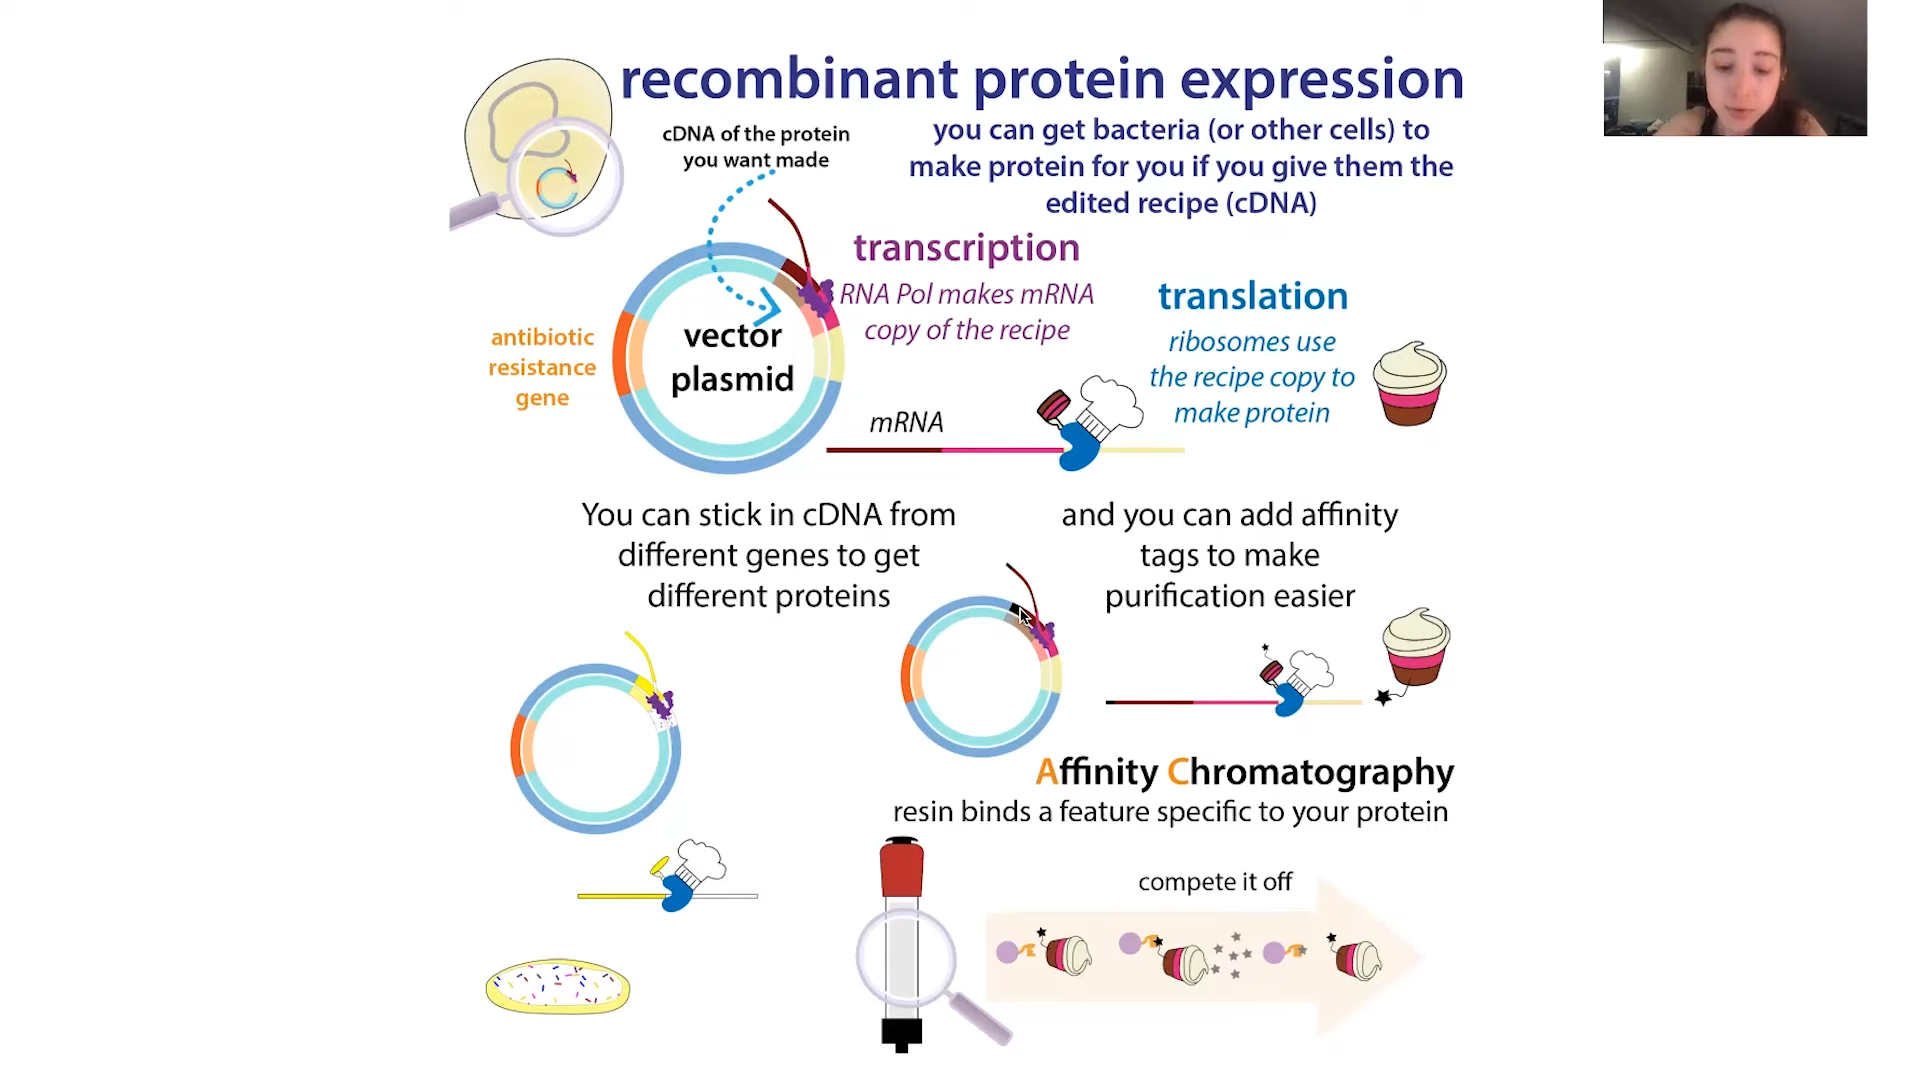 recombinant protein expression
cDNA of the protein
you want made
you can get bacteria (or other cells) to
make protein for you if you give them the
edited recipe (cDNA)
transcription
RNA Pol makes mRNA
copy of the recipe
translation
ribosomes use
the recipe copy to
make protein
antibiotic
resistance
gene
vector
plasmid
mRNA
You can stick in cDNA from
different genes to get
different proteins
and you can add affinity
tags to make
purification easier
Affinity Chromatography
resin binds a feature specific to your protein
compete it off